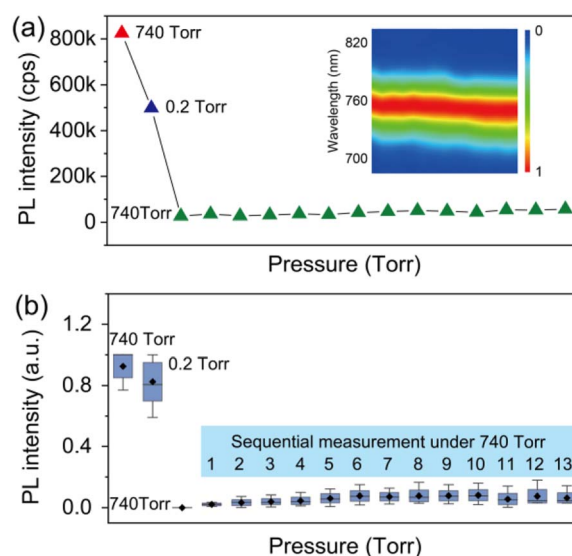 (a)
PL intensity (cps)
800k
600k
400k
200k
0
740 Torr
0.2 Torr
740Torr
Wavelength (nm)
820
760
700
0
1
Pressure (Torr)
(b)
PL intensity (a.u.)
1.2
0.8
0.4
0.0
740 Torr
0.2 Torr
740Torr
Sequential measurement under 740 Torr
1 2 3 4 5 6 7 8 9 10 11 12 13
Pressure (Torr)